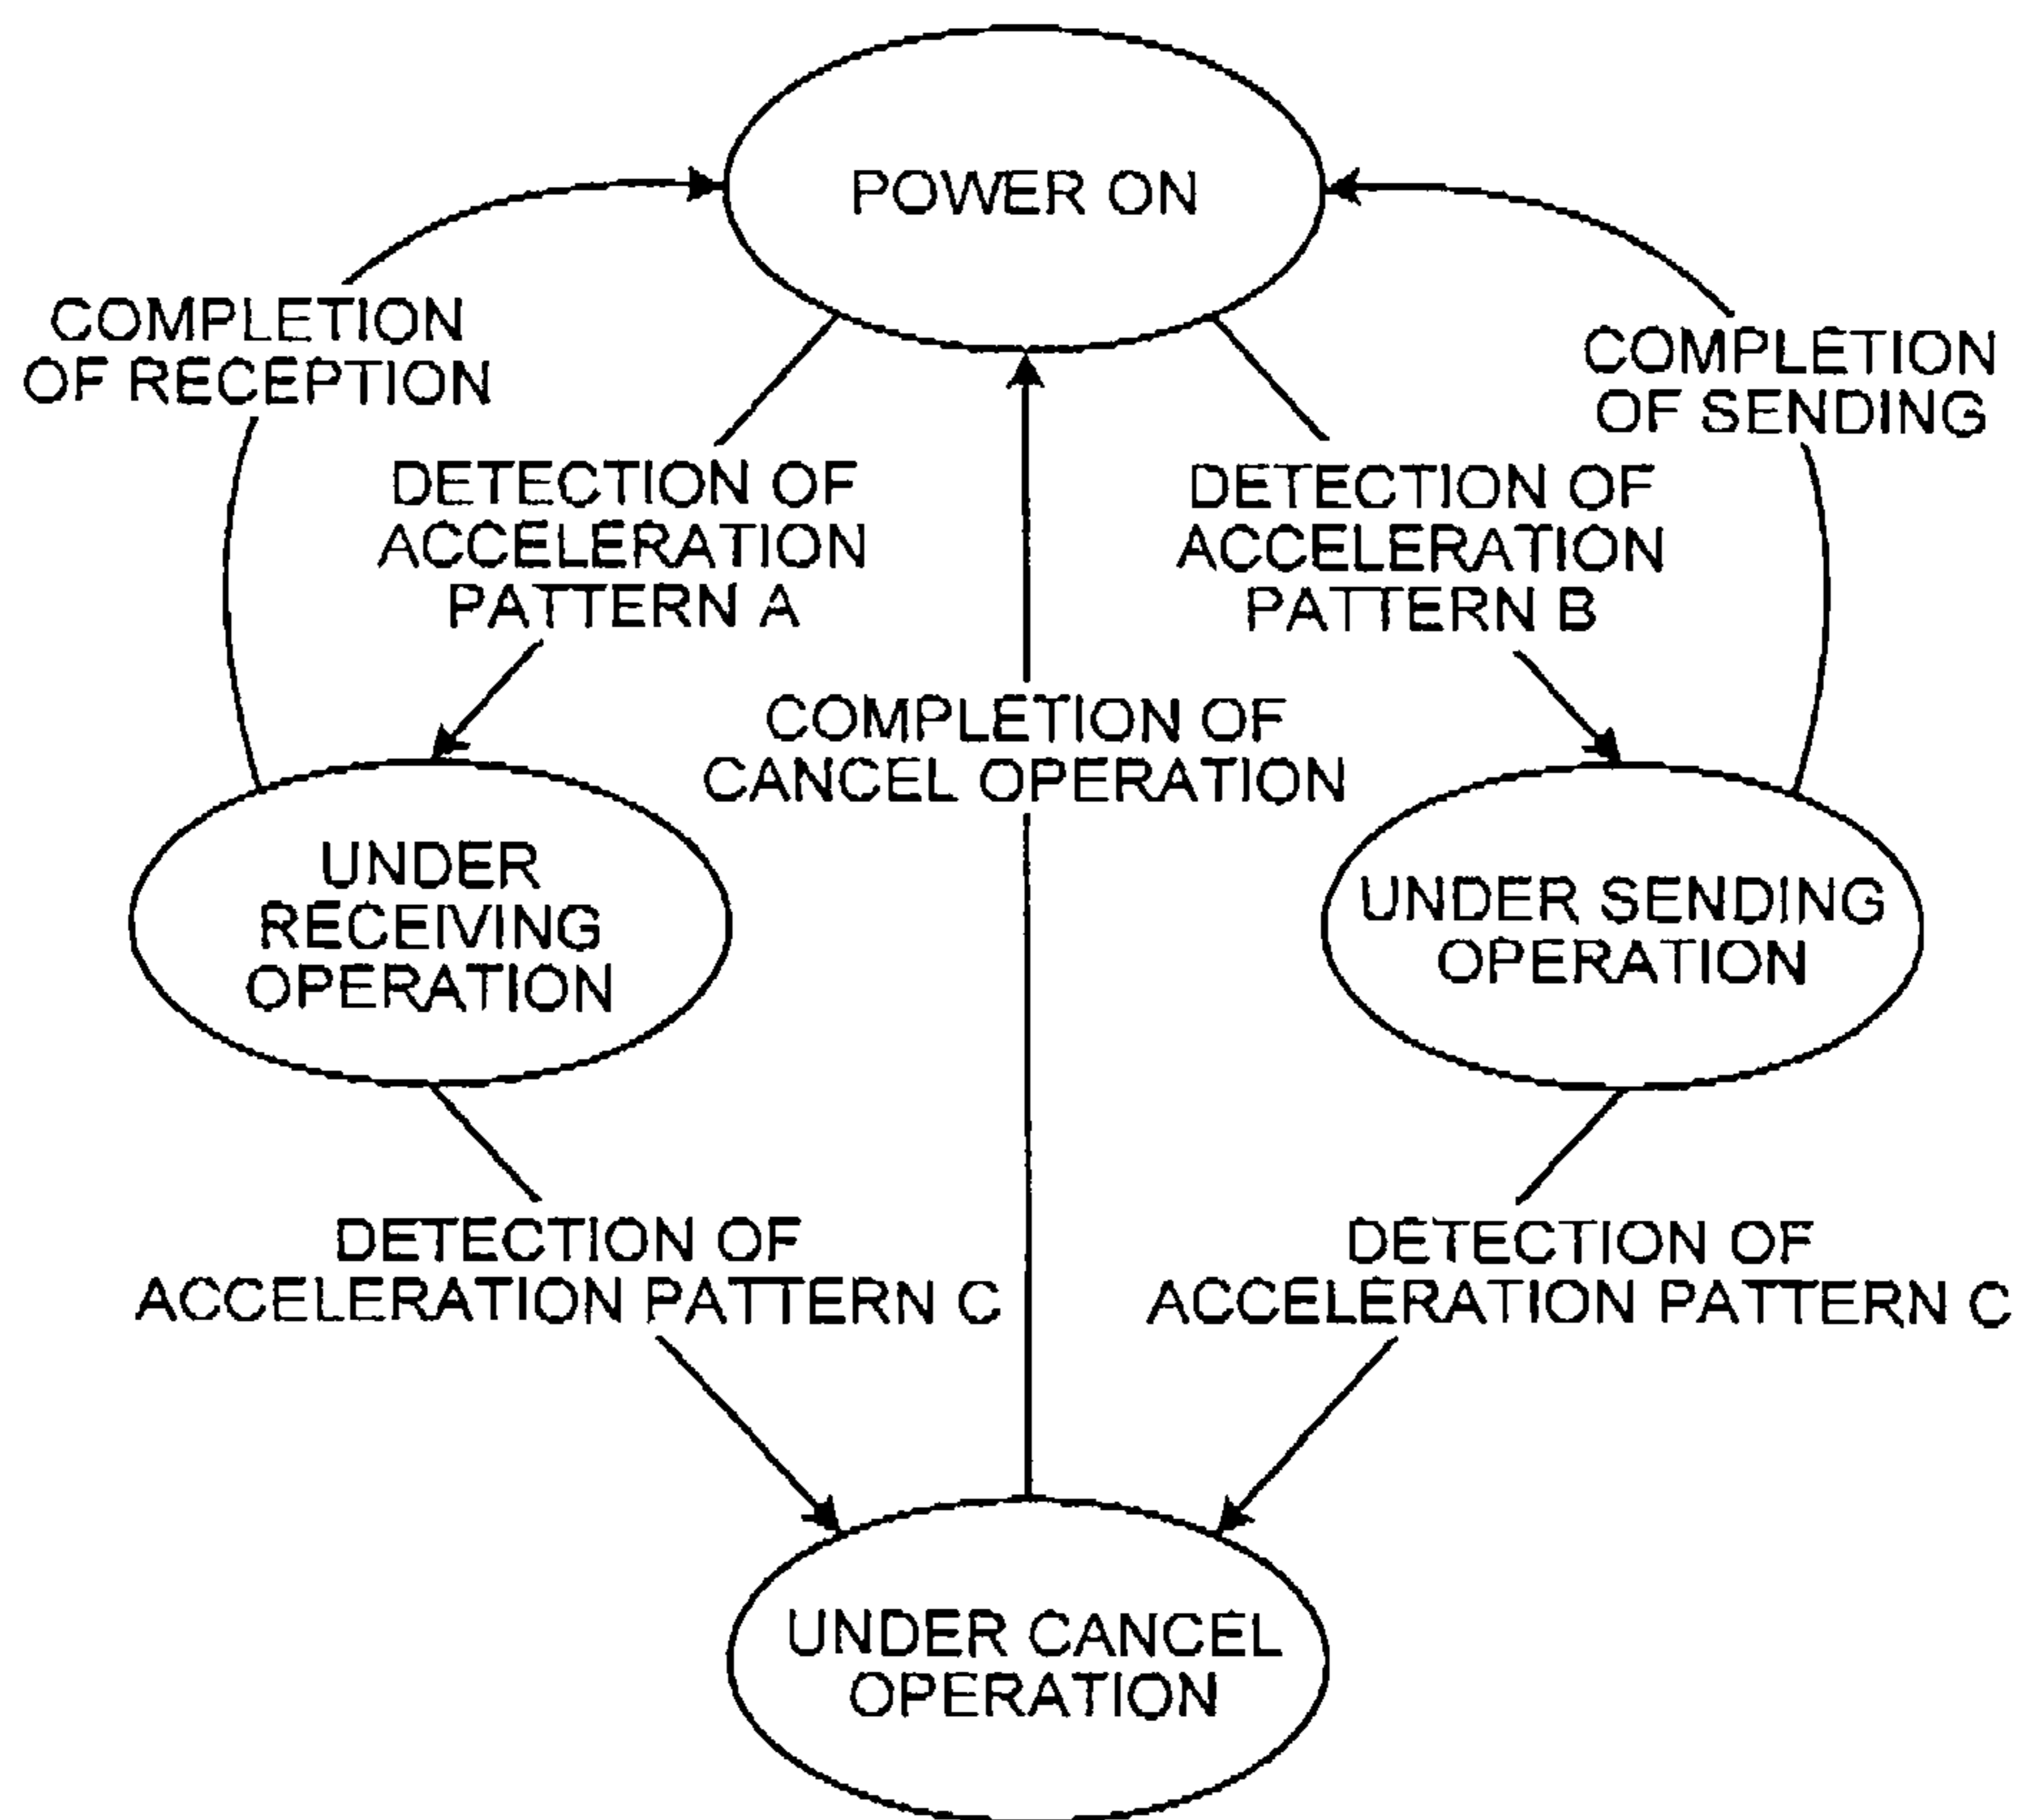 POWER ON
COMPLETION
OF RECEPTION
COMPLETION
OF SENDING
DETECTION OF
ACCELERATION
PATTERN A
DETECTION OF
ACCELERATION
PATTERN B
COMPLETION OF
CANCEL OPERATION
UNDER
RECEIVING
OPERATION
UNDER SENDING
OPERATION
DETECTION OF
ACCELERATION PATTERN C
DETECTION OF
ACCELERATION PATTERN C
UNDER CANCEL
OPERATION